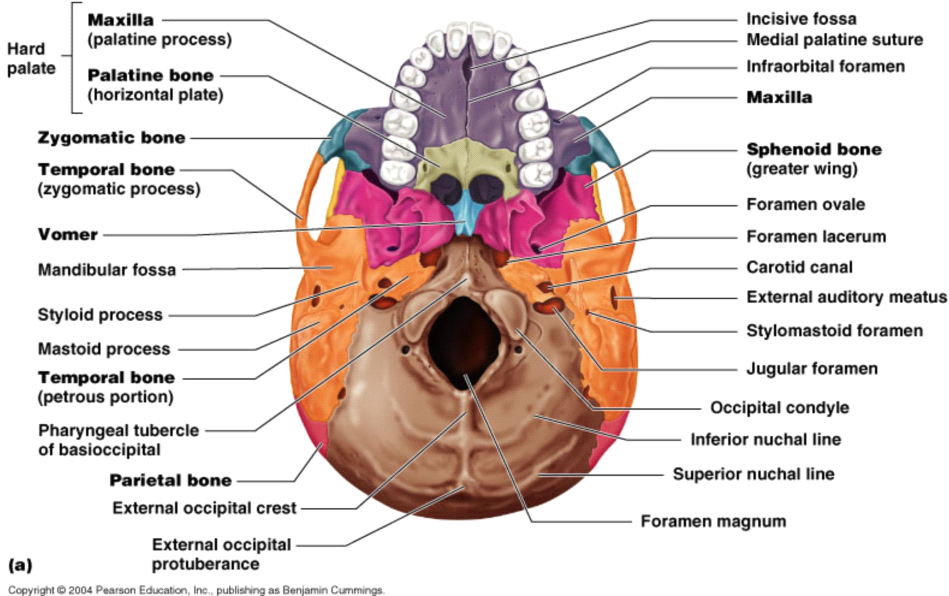 Hard
palate
Maxilla
(palatine process)
Palatine bone
(horizontal plate)
Zygomatic bone
Temporal bone
(zygomatic process)
Vomer
Mandibular fossa
Styloid process
Mastoid process
Temporal bone
(petrous portion)
Pharyngeal tubercle
of basioccipital
Parietal bone
External occipital crest
External occipital
protuberance
Incisive fossa
Medial palatine suture
Infraorbital foramen
Maxilla
Sphenoid bone
(greater wing)
Foramen ovale
Foramen lacerum
Carotid canal
External auditory meatus
Stylomastoid foramen
Jugular foramen
Occipital condyle
Inferior nuchal line
Superior nuchal line
Foramen magnum
(a)
Copyright © 2004 Pearson Education, Inc., publishing as Benjamin Cummings.